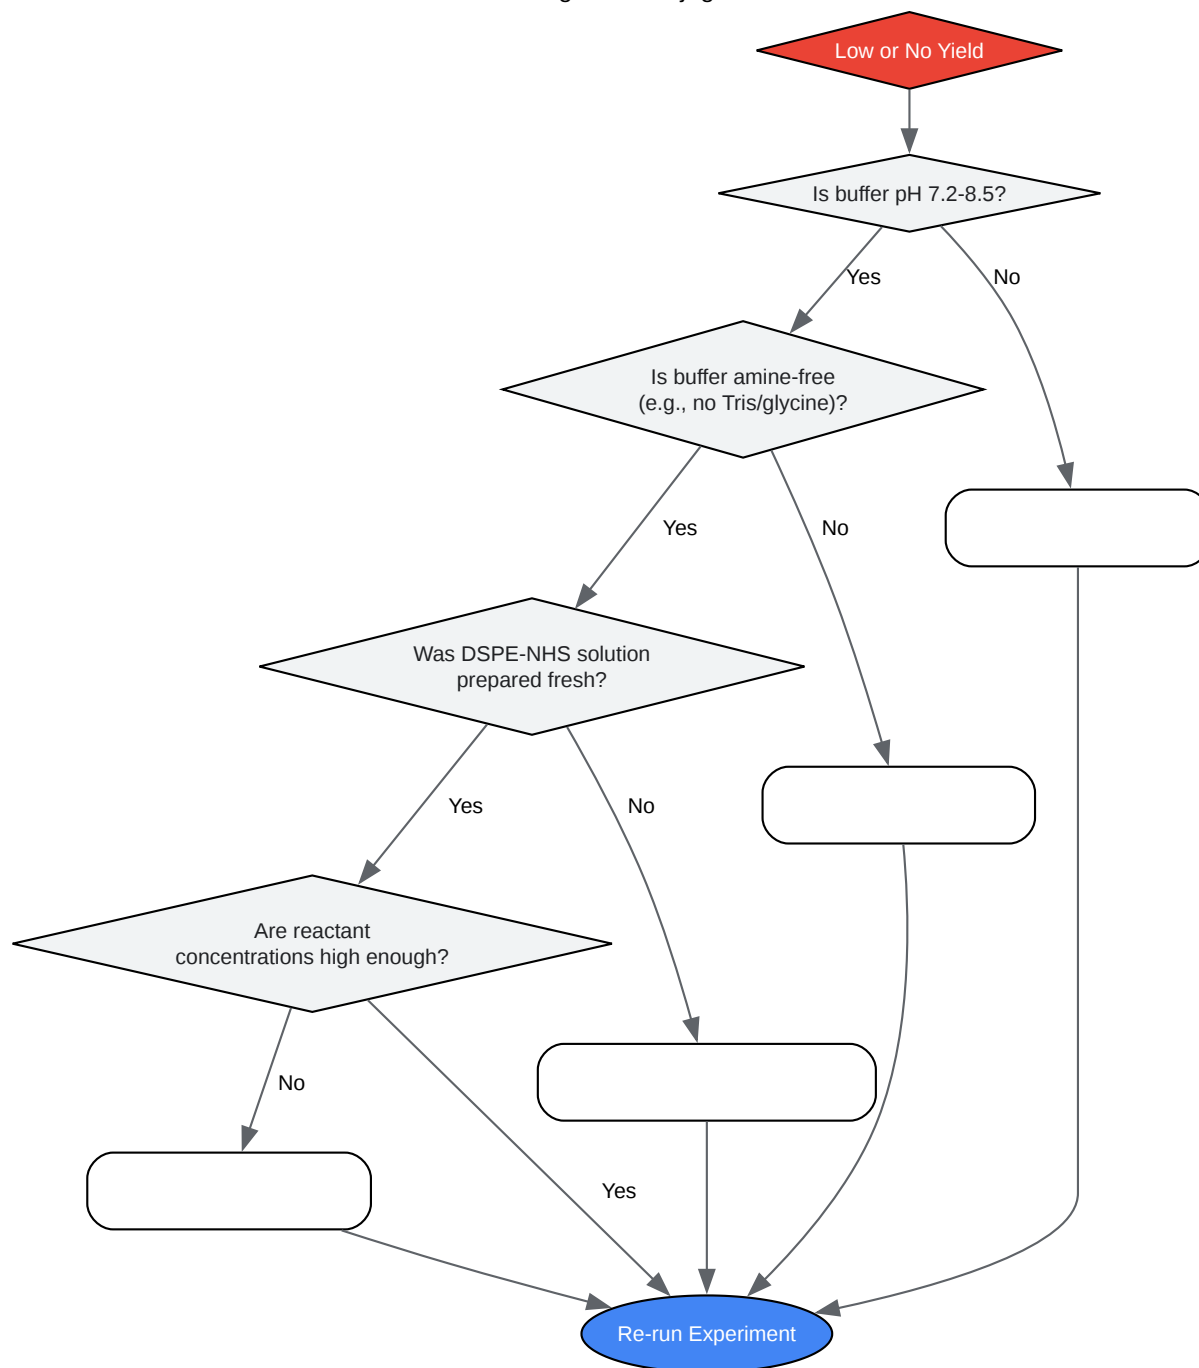 Low or No Yield
Is buffer pH 7.2-8.5?
Yes
No
Is buffer amine-free
(e.g., no Tris/glycine)?
Yes
No
Was DSPE-NHS solution
prepared fresh?
Yes
No
Are reactant
concentrations high enough?
No
Yes
Re-run Experiment